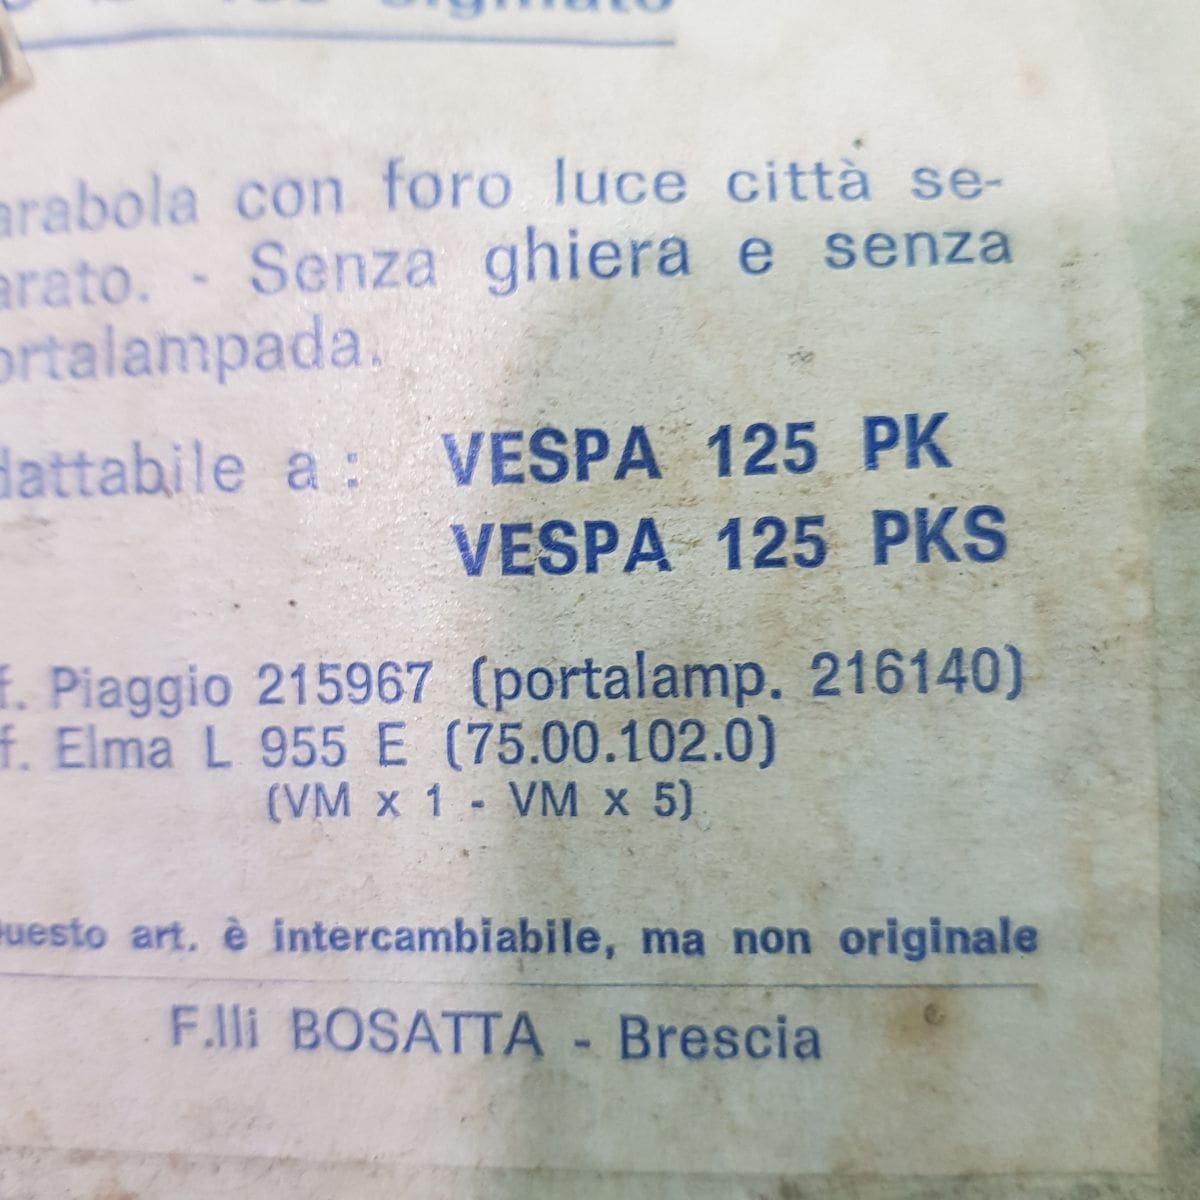 arabola con foro luce città se-
arato. - Senza ghiera e senza
ortalampada.
dattabile a : VESPA 125 PK
VESPA 125 PKS
f. Piaggio 215967 (portalamp. 216140)
f. Elma L 955 E (75.00.102.0)
(VM x 1 - VM x 5)
Questo art. è intercambiabile, ma non originale
F.lli BOSATTA - Brescia